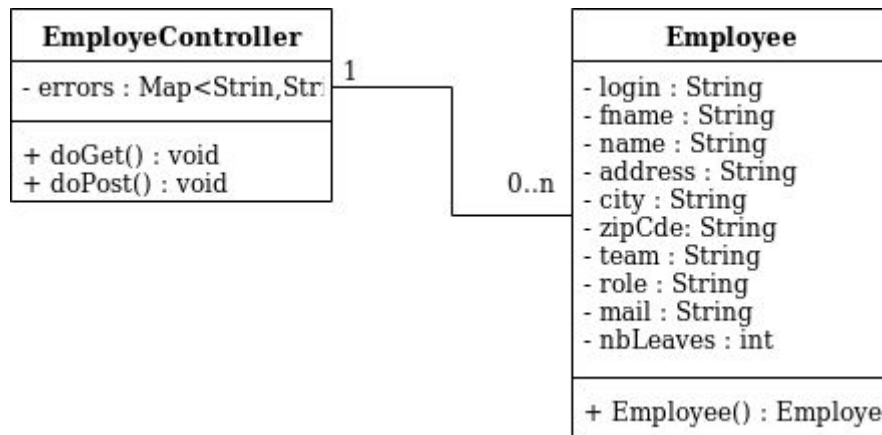 EmployeController
- errors : Map<Strin,Stri
+ doGet() : void
+ doPost() : void
1
0..n
Employee
- login : String
- fname : String
- name : String
- address : String
- city : String
- zipCde: String
- team : String
- role : String
- mail : String
- nbLeaves : int
+ Employee() : Employe